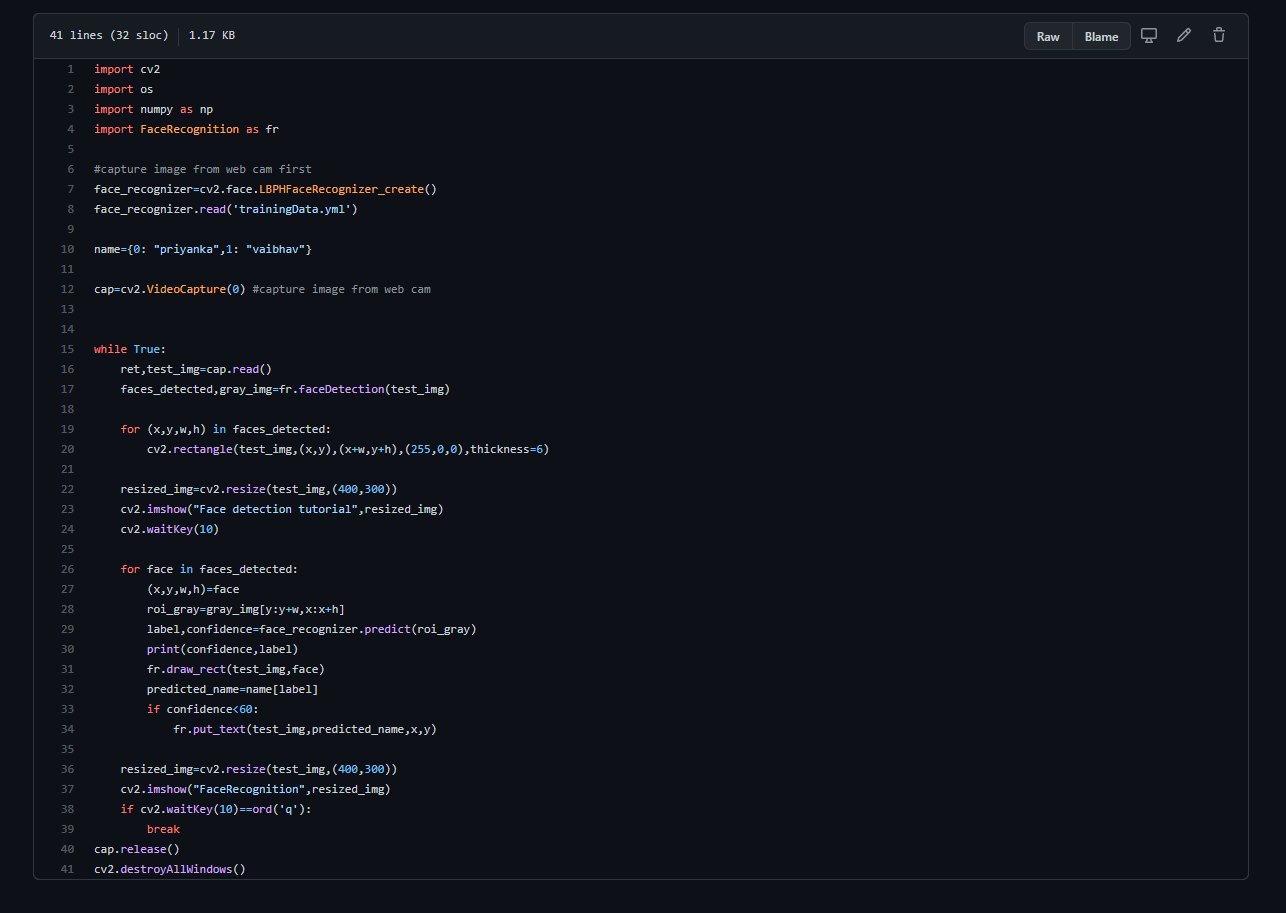 41 lines (32 sloc) 1.17 KB
Raw Blame
1 import cv2
2 import os
3 import numpy as np
4 import FaceRecognition as fr
5
6 #capture image from web cam first
7 face_recognizer=cv2.face.LBPHFaceRecognizer_create()
8 face_recognizer.read('trainingData.yml')
9
10 name={0: "priyanka",1: "vaibhav"}
11
12 cap=cv2.VideoCapture(0) #capture image from web cam
13
14
15 while True:
16     ret,test_img=cap.read()
17     faces_detected,gray_img=fr.faceDetection(test_img)
18
19     for (x,y,w,h) in faces_detected:
20         cv2.rectangle(test_img,(x,y),(x+w,y+h),(255,0,0),thickness=6)
21
22     resized_img=cv2.resize(test_img,(400,300))
23     cv2.imshow("Face detection tutorial",resized_img)
24     cv2.waitKey(10)
25
26     for face in faces_detected:
27         (x,y,w,h)=face
28         roi_gray=gray_img[y:y+w,x:x+h]
29         label,confidence=face_recognizer.predict(roi_gray)
30         print(confidence,label)
31         fr.draw_rect(test_img,face)
32         predicted_name=name[label]
33         if confidence<60:
34             fr.put_text(test_img,predicted_name,x,y)
35
36     resized_img=cv2.resize(test_img,(400,300))
37     cv2.imshow("FaceRecognition",resized_img)
38     if cv2.waitKey(10)==ord('q'):
39         break
40 cap.release()
41 cv2.destroyAllWindows()